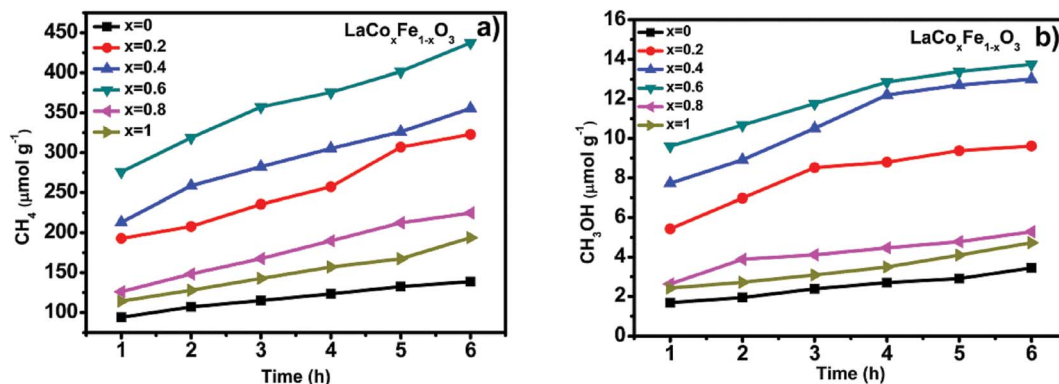 a)
LaCoₓFe₁₋ₓO₃
x=0
x=0.2
x=0.4
x=0.6
x=0.8
x=1
CH₄ (μmol g⁻¹)
450
400
350
300
250
200
150
100
1 2 3 4 5 6
Time (h)
b)
LaCoₓFe₁₋ₓO₃
x=0
x=0.2
x=0.4
x=0.6
x=0.8
x=1
CH₃OH (μmol g⁻¹)
16
14
12
10
8
6
4
2
0
1 2 3 4 5 6
Time (h)